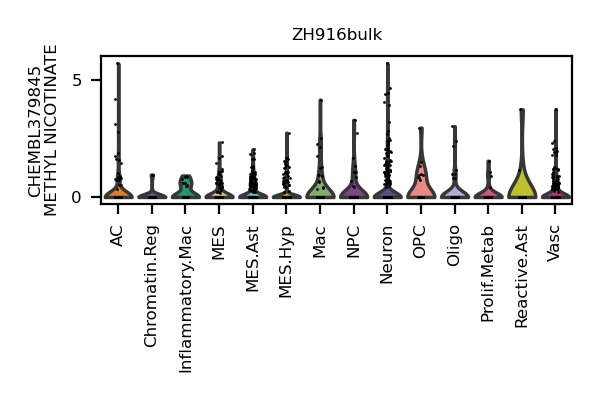 ZH916bulk
CHEMBL379845
METHYL NICOTINATE
5
0
AC
Chromatin.Reg
Inflammatory.Mac
MES
MES.Ast
MES.Hyp
Mac
NPC
Neuron
OPC
Oligo
Prolif.Metab
Reactive.Ast
Vasc